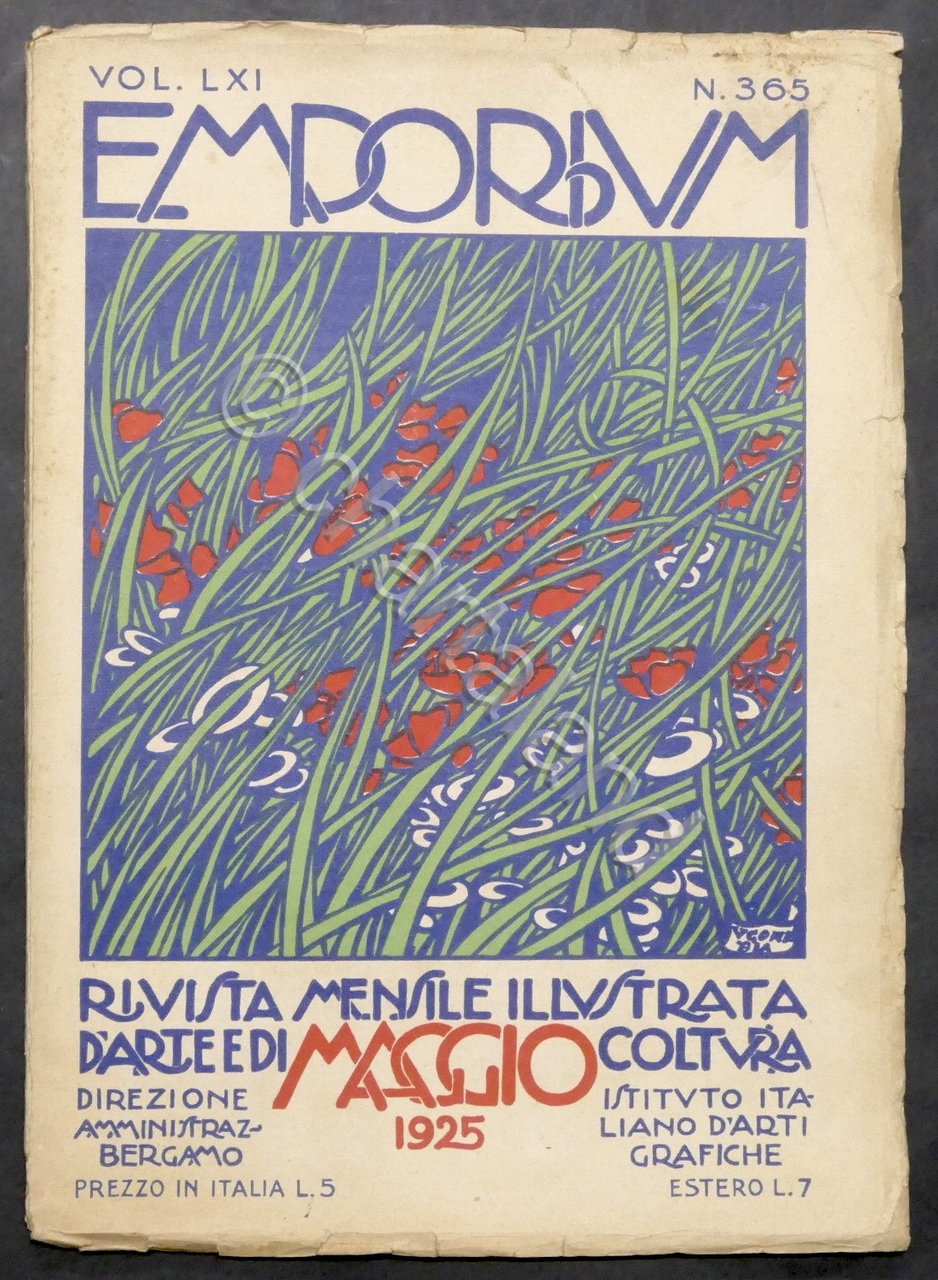 VOL. LXI
N. 365
EMPORIVM
© chartaland
RIVISTA MENSILE ILLVSTRATA
D'ARTE E DI MAGGIO COLTVRA
1925
DIREZIONE
AMMINISTRAZ-
BERGAMO
ISTITVTO ITA-
LIANO D'ARTI
GRAFICHE
PREZZO IN ITALIA L.5
ESTERO L.7